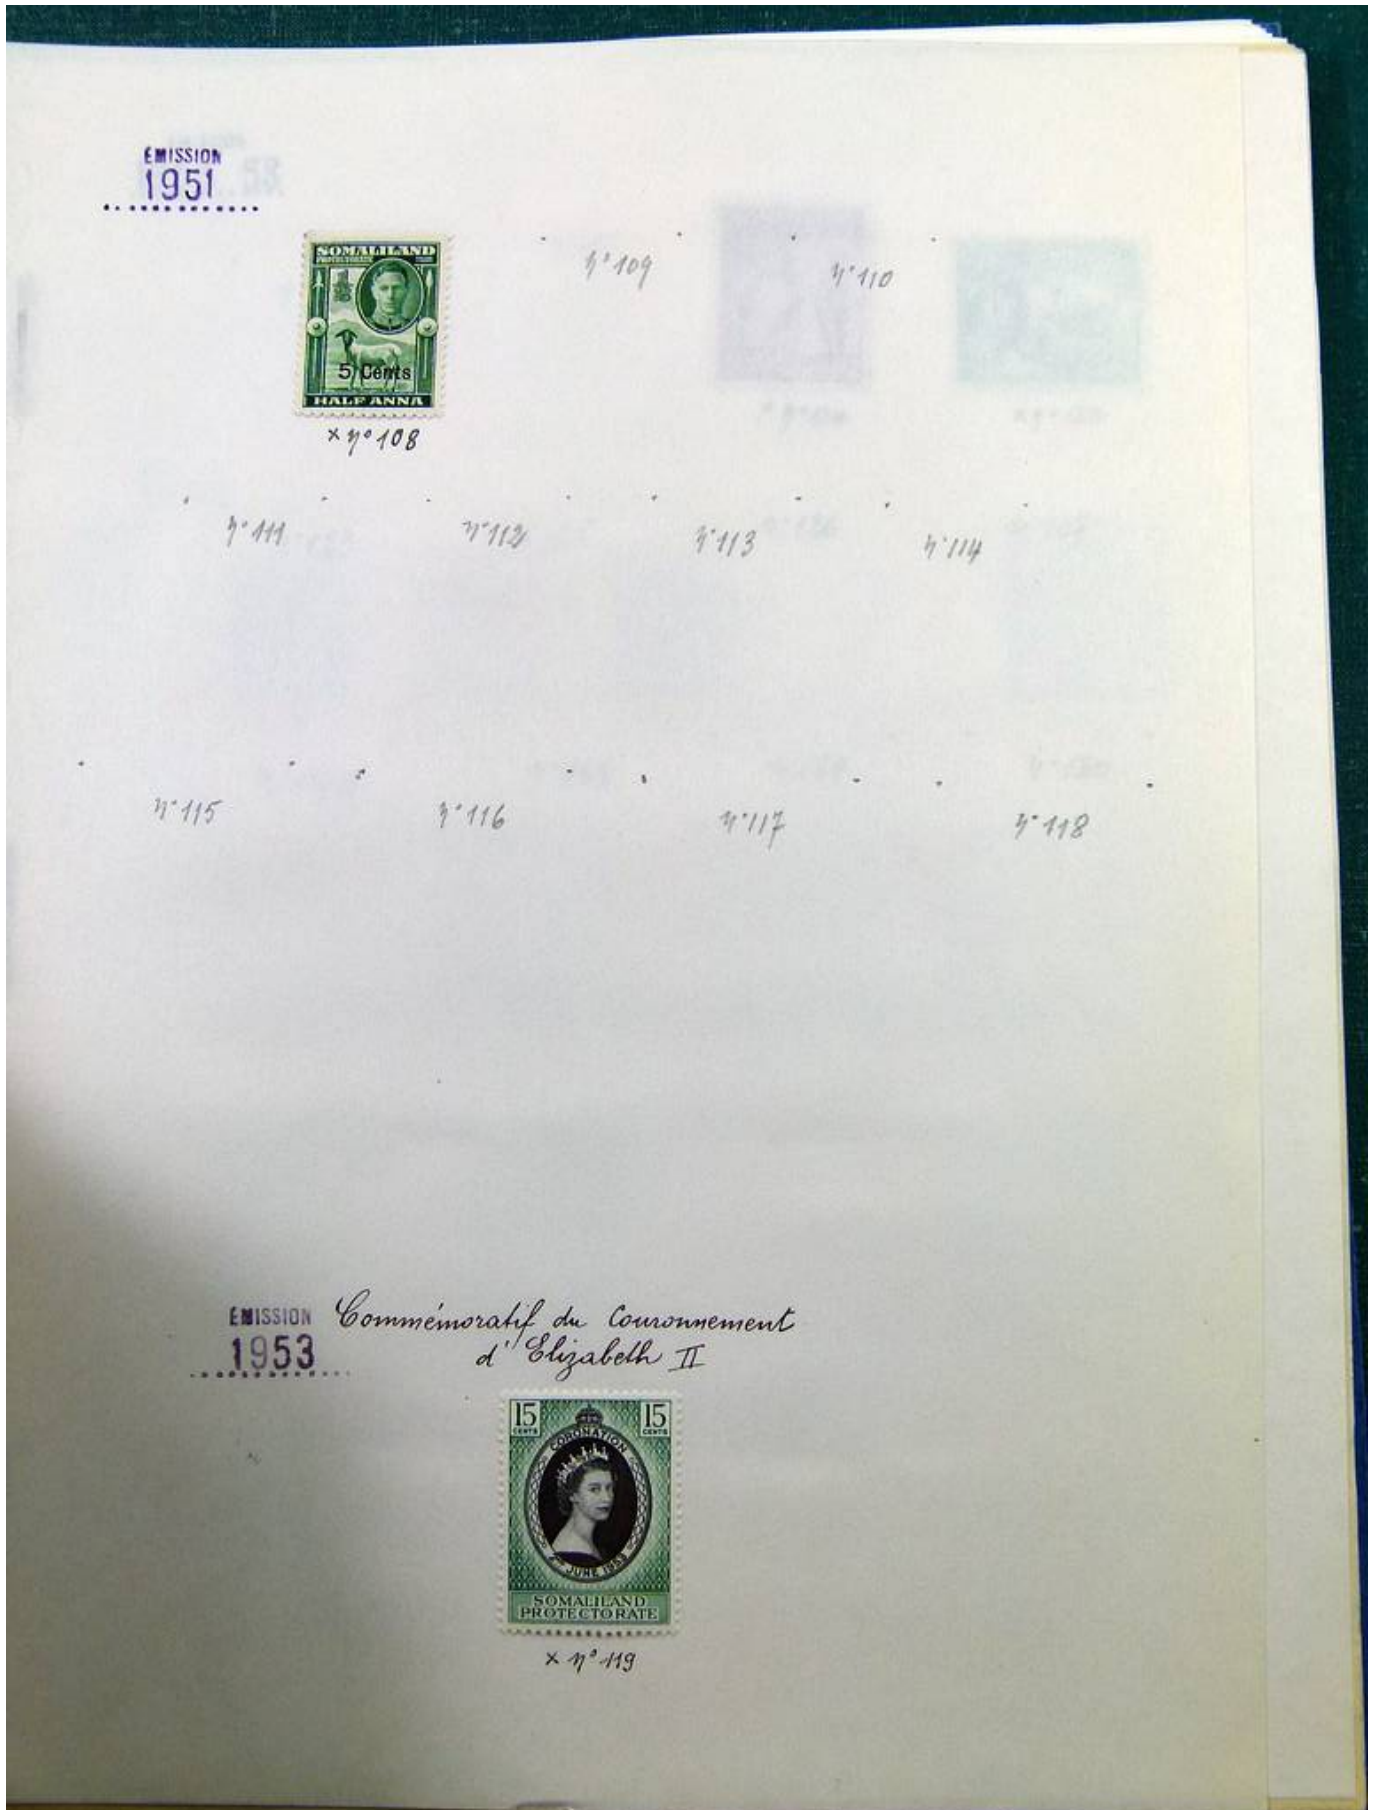 ÉMISSION
1951
SOMALILAND
PROTECTORATE
5 Cents
HALF ANNA
x n° 108
n° 109
n° 110
n° 111
n° 112
n° 113
n° 114
n° 115
n° 116
n° 117
n° 118
ÉMISSION
1953
Commémoratif du Couronnement
d'Elizabeth II
15 15
CENTS CENTS
CORONATION
2ND JUNE 1953
SOMALILAND
PROTECTORATE
x n° 119